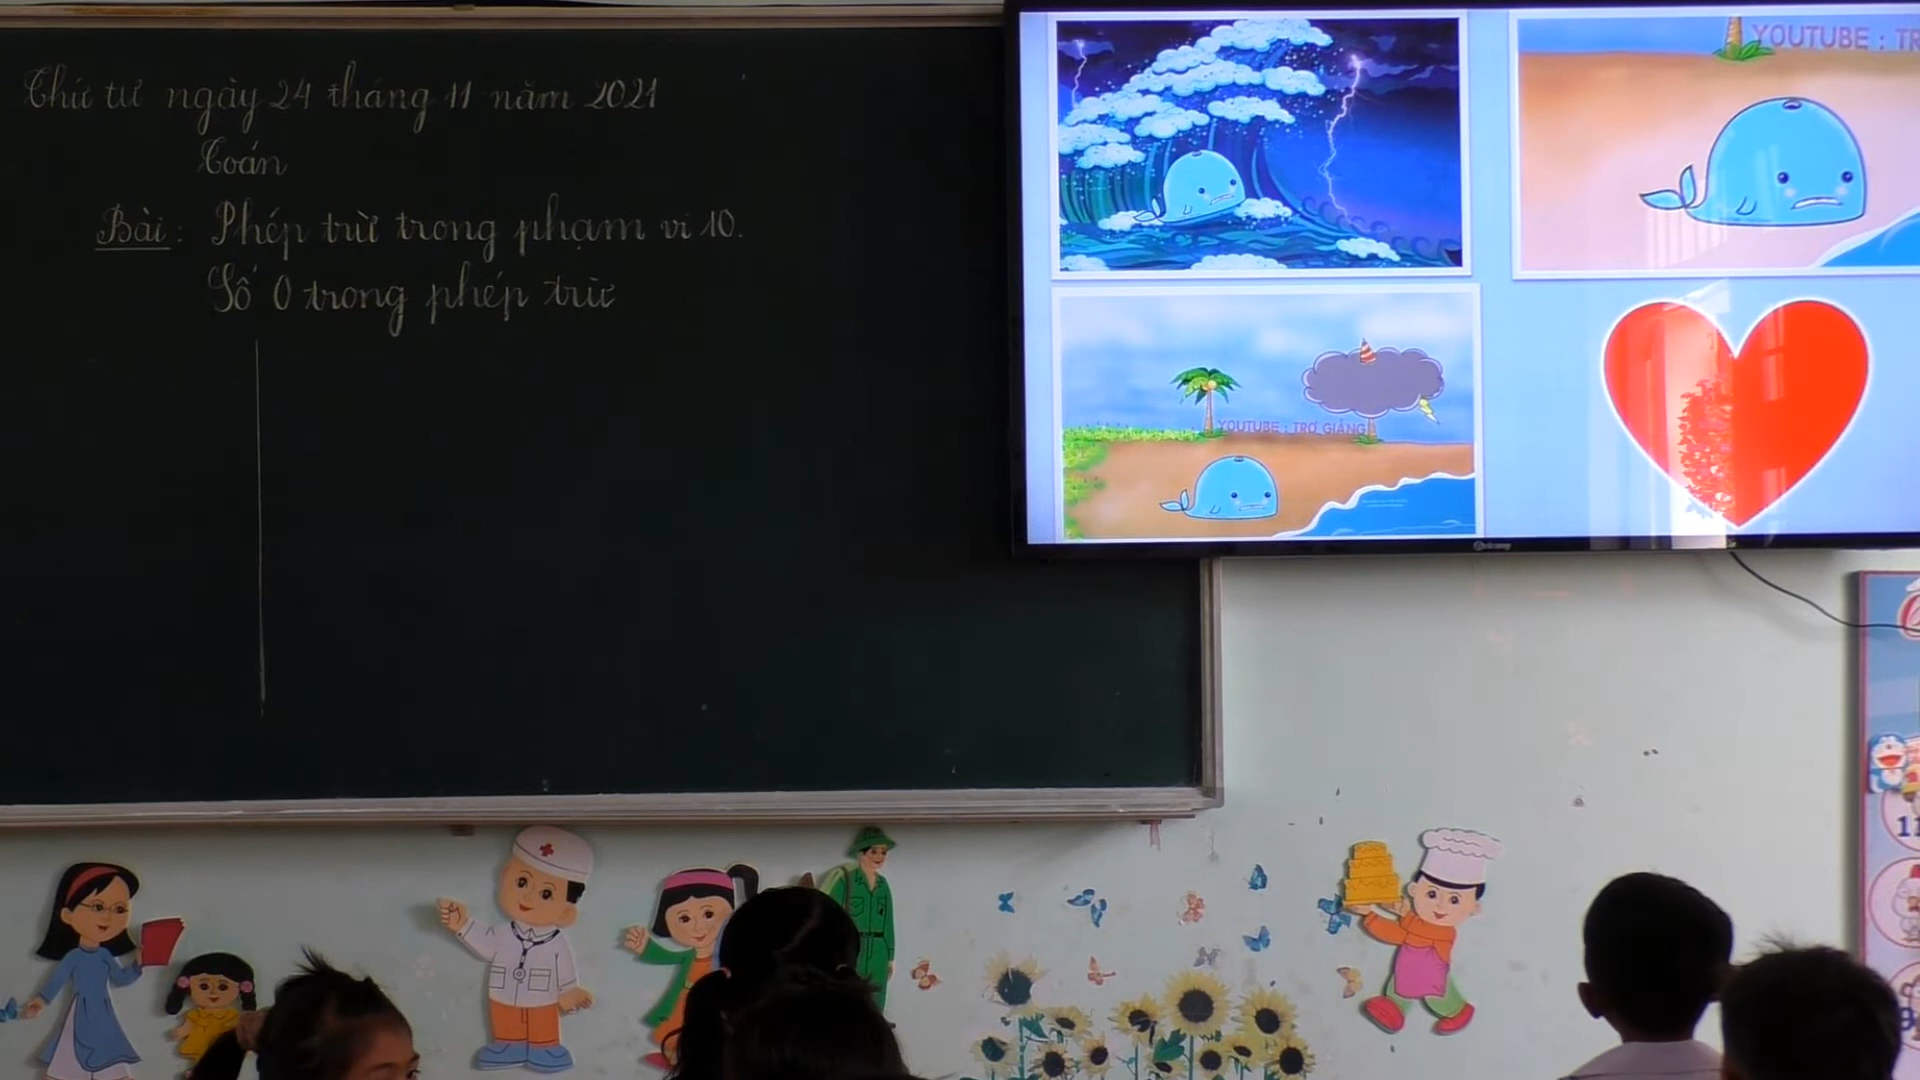 Thứ tư ngày 24 tháng 11 năm 2021
Toán
Bài: Phép trừ trong phạm vi 10.
Số 0 trong phép trừ
YOUTUBE : TR
YOUTUBE : TRỢ GIẢNG